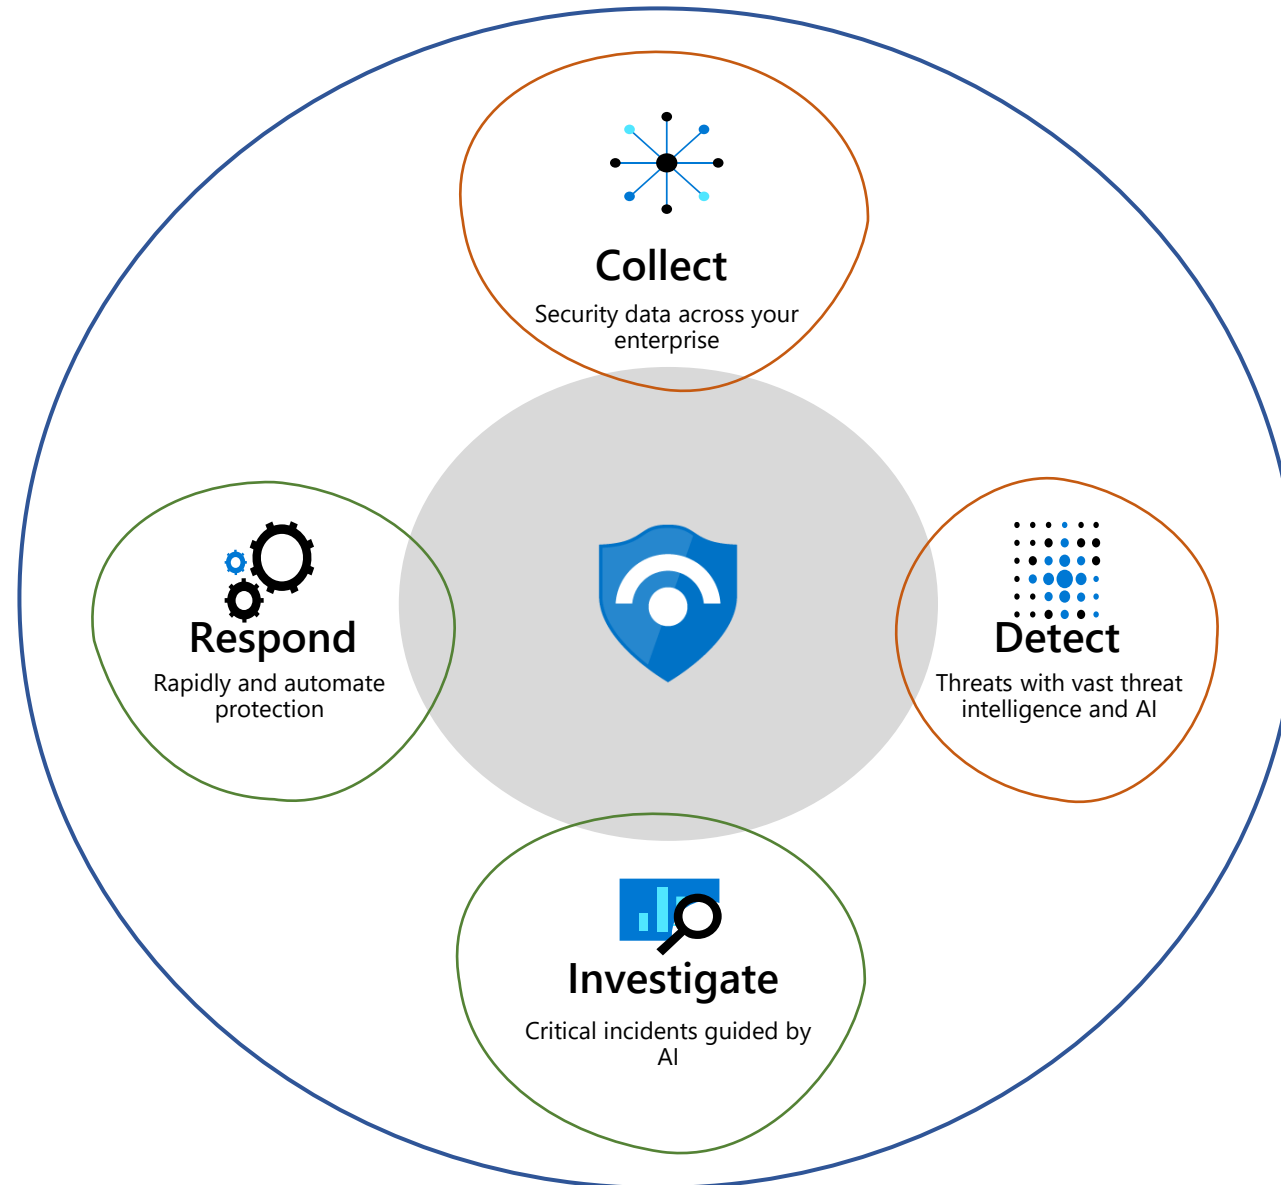 Collect
Security data across your
enterprise
Respond
Rapidly and automate
protection
Detect
Threats with vast threat
intelligence and AI
Investigate
Critical incidents guided by
AI